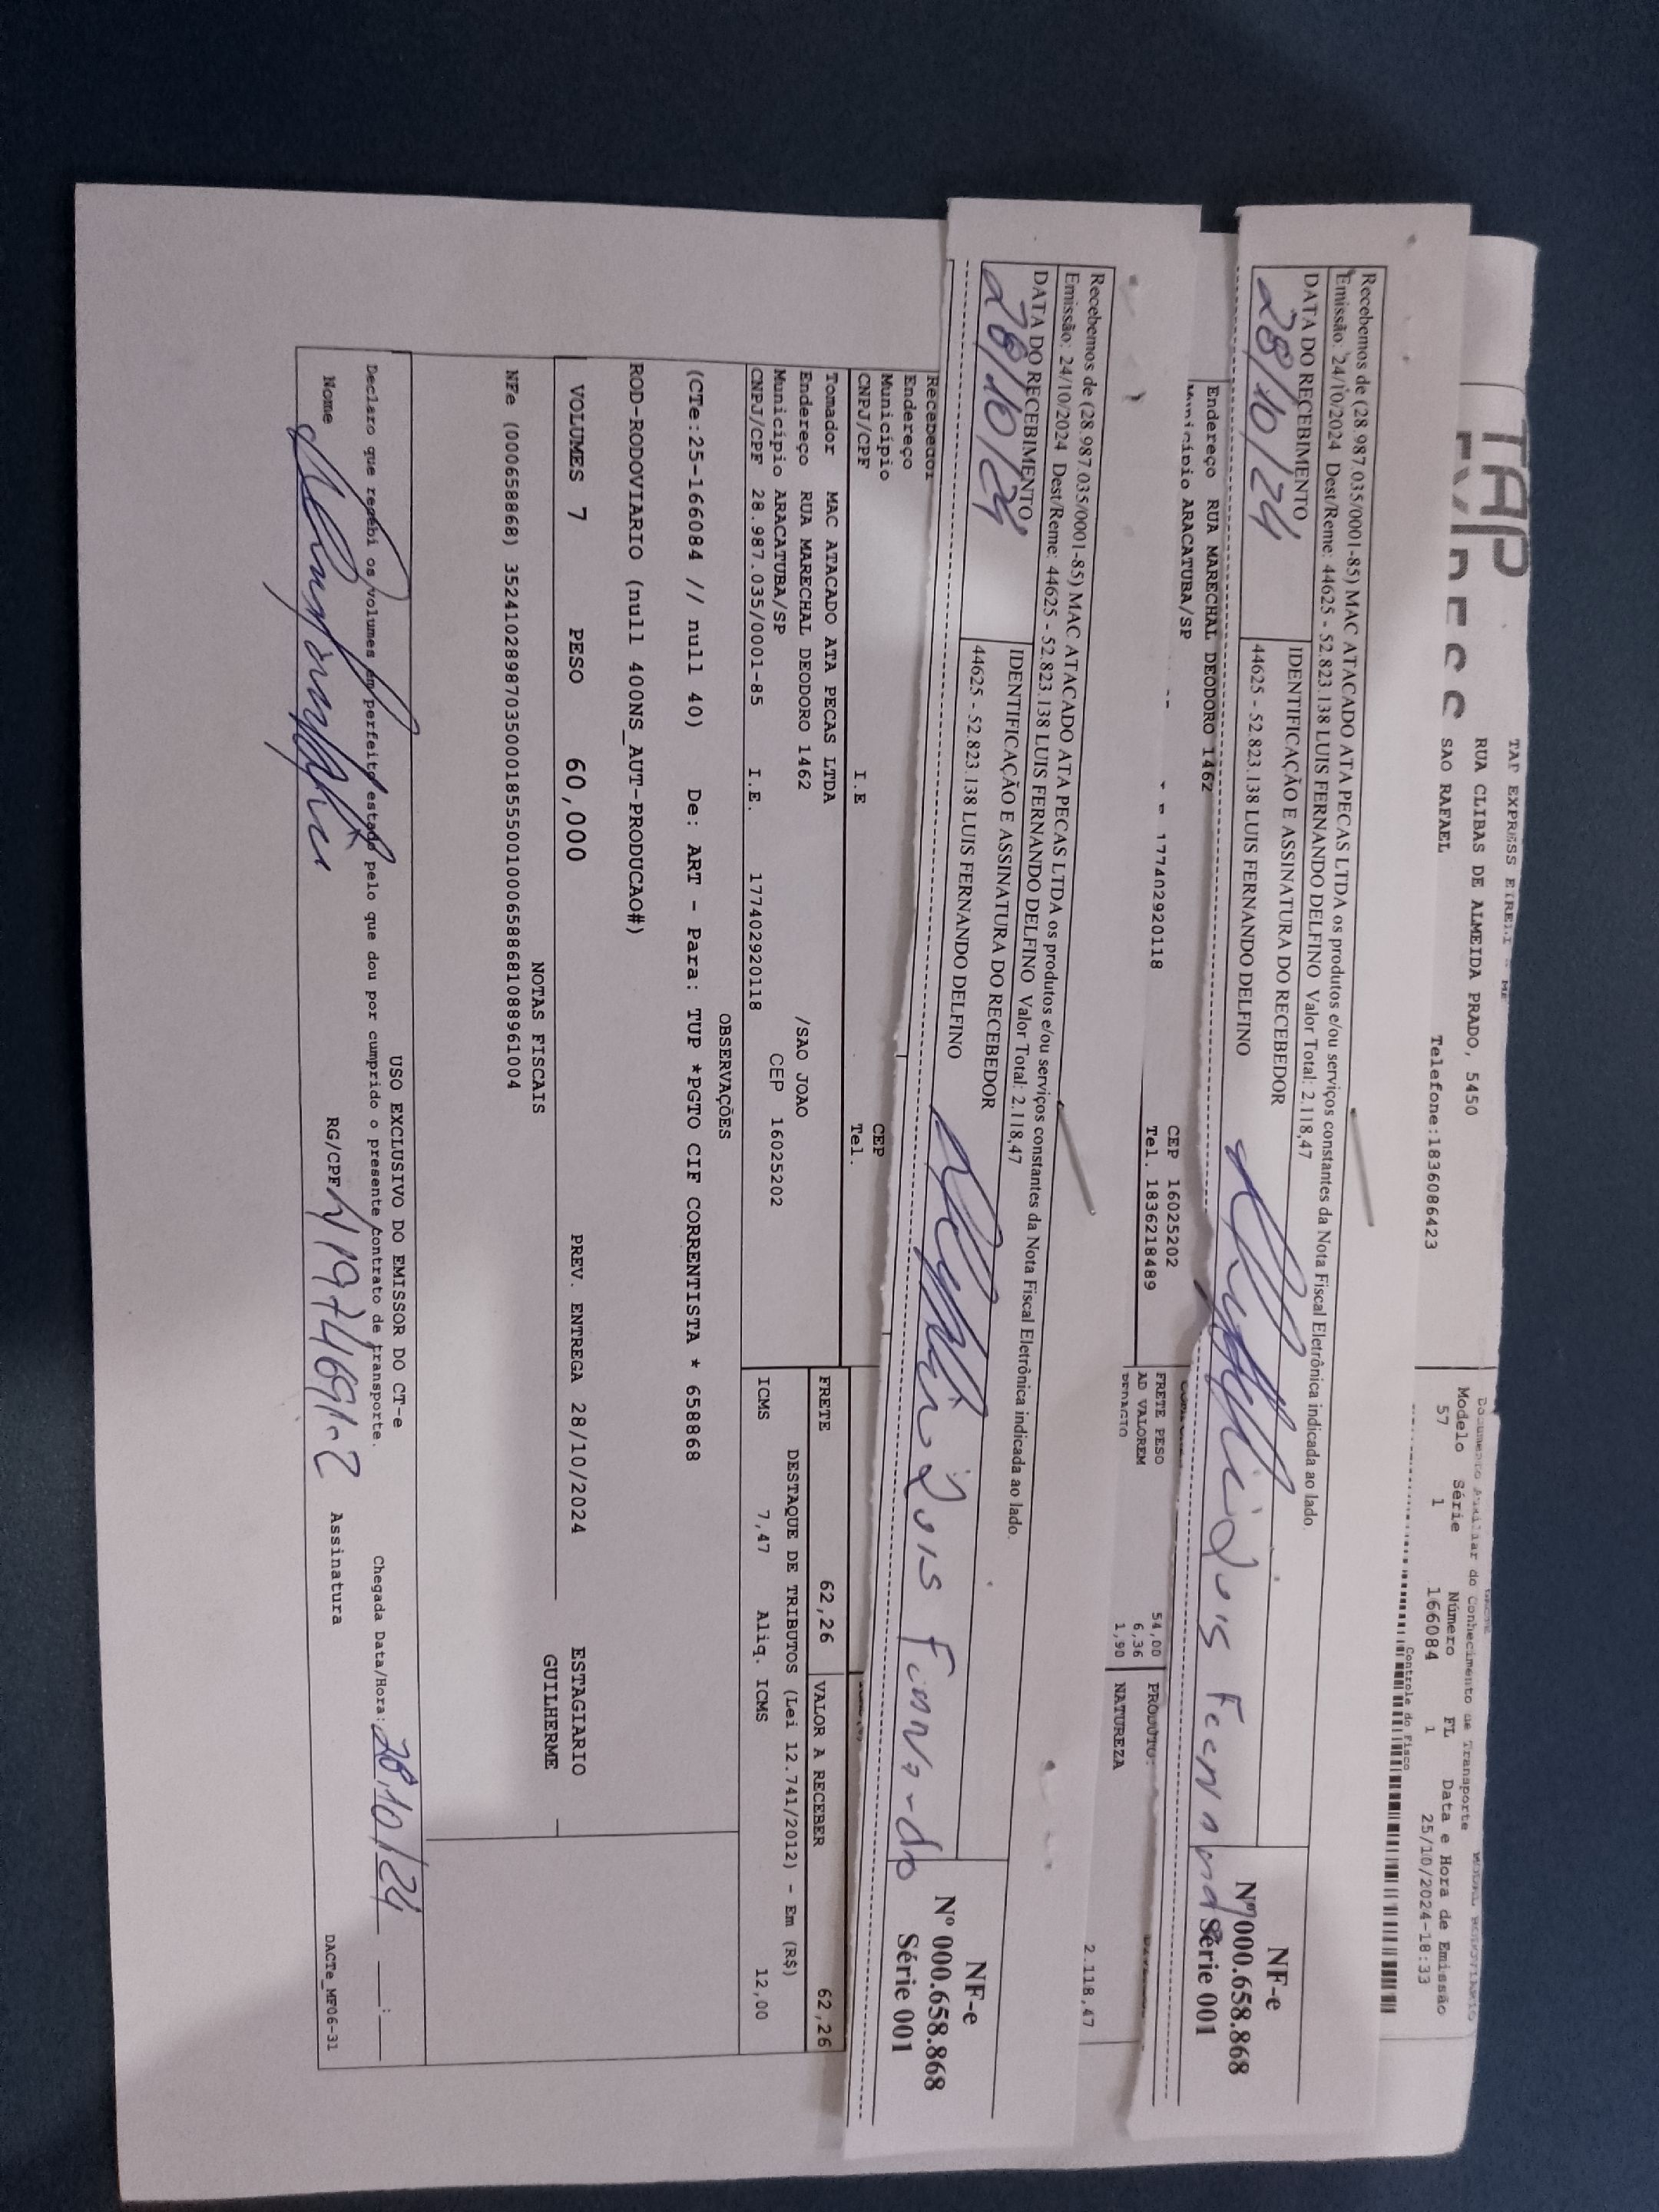 TAP
TAP EXPRESS EIRELI - ME
RUA CLIBAS DE ALMEIDA PRADO, 5450
SAO RAFAEL Telefone:1836086423
Documento Auxiliar do Conhecimento de Transporte
MODAL RODOVIARIO
Modelo Série Número FL Data e Hora de Emissão
57 1 166084 1 25/10/2024-18:33
Controle do Fisco
Recebemos de (28.987.035/0001-85) MAC ATACADO ATA PECAS LTDA os produtos e/ou serviços constantes da Nota Fiscal Eletrônica indicada ao lado.
Emissão: 24/10/2024 Dest/Reme: 44625 - 52.823.138 LUIS FERNANDO DELFINO Valor Total: 2.118,47
DATA DO RECEBIMENTO IDENTIFICAÇÃO E ASSINATURA DO RECEBEDOR
28/10/24 44625 - 52.823.138 LUIS FERNANDO DELFINO
Luis Fernando
NF-e
Nº 000.658.868
Série 001
Endereço RUA MARECHAL DEODORO 1462
Município ARACATUBA/SP CEP 16025202
177402920118 Tel. 1836218489
FRETE PESO 54,00
AD VALOREM 6,36
PEDAGIO 1,90
PRODUTO:
NATUREZA
2.118,47
Recebemos de (28.987.035/0001-85) MAC ATACADO ATA PECAS LTDA os produtos e/ou serviços constantes da Nota Fiscal Eletrônica indicada ao lado.
Emissão: 24/10/2024 Dest/Reme: 44625 - 52.823.138 LUIS FERNANDO DELFINO Valor Total: 2.118,47
DATA DO RECEBIMENTO IDENTIFICAÇÃO E ASSINATURA DO RECEBEDOR
28/10/24 44625 - 52.823.138 LUIS FERNANDO DELFINO
Luis Fernando
NF-e
Nº 000.658.868
Série 001
Recebedor
Endereço
Município CEP
CNPJ/CPF I.E Tel.
Tomador MAC ATACADO ATA PECAS LTDA
Endereço RUA MARECHAL DEODORO 1462 /SAO JOAO
Município ARACATUBA/SP CEP 16025202
CNPJ/CPF 28.987.035/0001-85 I.E. 177402920118
FRETE 62,26 VALOR A RECEBER 62,26
DESTAQUE DE TRIBUTOS (Lei 12.741/2012) - Em (R$)
ICMS 7,47 Aliq. ICMS 12,00
OBSERVAÇÕES
(CTe:25-166084 // null 40) De: ART - Para: TUP *PGTO CIF CORRENTISTA * 658868
ROD-RODOVIARIO (null 400NS_AUT-PRODUCAO#)
VOLUMES 7 PESO 60,000 PREV. ENTREGA 28/10/2024 ESTAGIARIO
GUILHERME
NOTAS FISCAIS
NFe (000658868) 35241028987035000185550010006588681088961004
USO EXCLUSIVO DO EMISSOR DO CT-e
Declaro que recebi os volumes em perfeito estado pelo que dou por cumprido o presente contrato de transporte. Chegada Data/Hora: 28/10/24 __:__
Nome RG/CPF Assinatura
DACTe_MF06-31